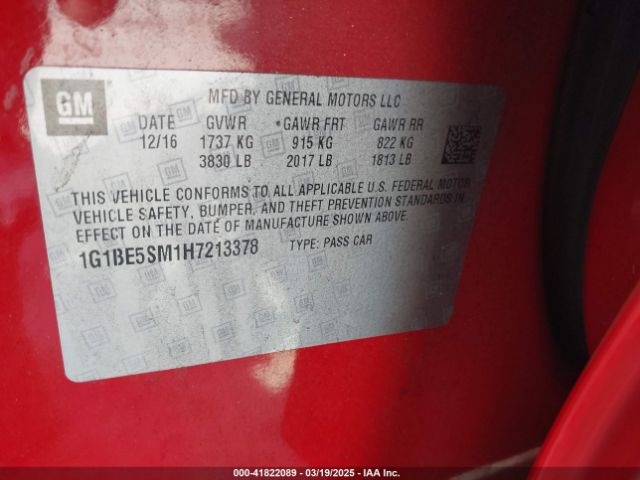 GM
MFD BY GENERAL MOTORS LLC
DATE GVWR GAWR FRT GAWR RR
12/16 1737 KG 915 KG 822 KG
3830 LB 2017 LB 1813 LB
THIS VEHICLE CONFORMS TO ALL APPLICABLE U.S. FEDERAL MOTOR
VEHICLE SAFETY, BUMPER, AND THEFT PREVENTION STANDARDS IN
EFFECT ON THE DATE OF MANUFACTURE SHOWN ABOVE.
1G1BE5SM1H7213378 TYPE: PASS CAR
000-41822089 - 03/19/2025 - IAA Inc.